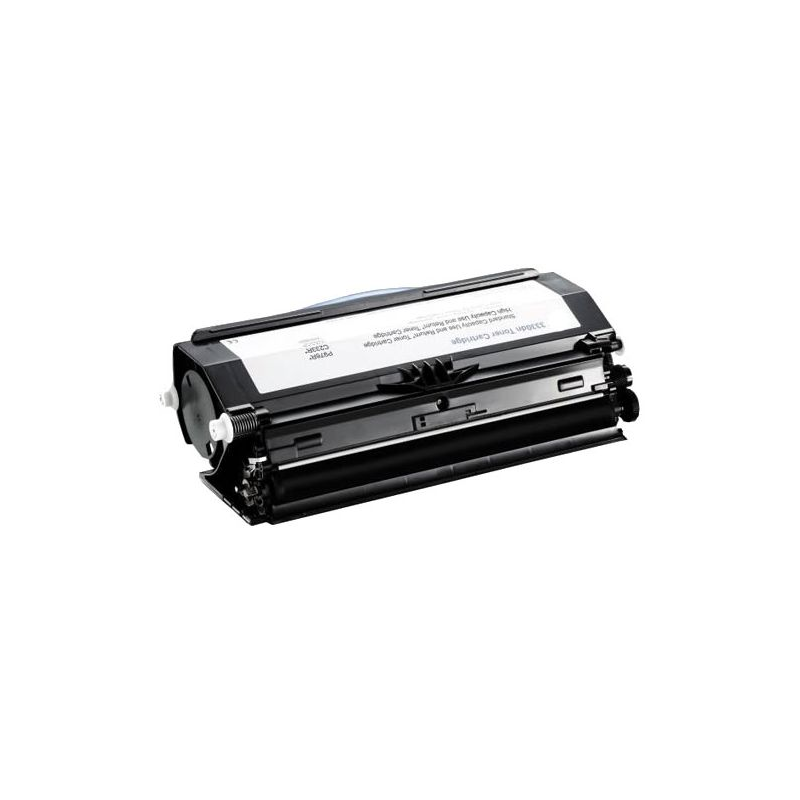 3330dn Toner Cartridge
Standard Capacity Use and Return* Toner Cartridge
High Capacity Use and Return* Toner Cartridge
P976R*
C233R*